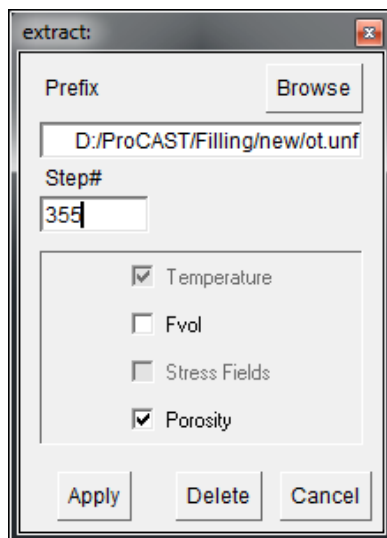 extract:
Prefix Browse
D:/ProCAST/Filling/new/ot.unf
Step#
355
Temperature
Fvol
Stress Fields
Porosity
Apply Delete Cancel